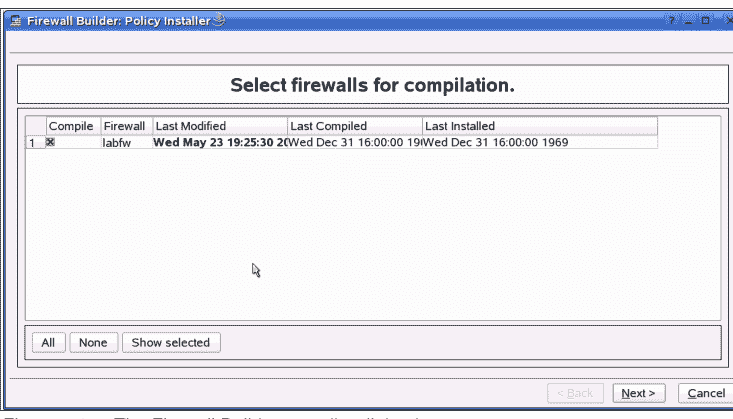 Firewall Builder: Policy Installer
Select firewalls for compilation.
Compile Firewall Last Modified Last Compiled Last Installed
1 labfw Wed May 23 19:25:30 20 Wed Dec 31 16:00:00 19 Wed Dec 31 16:00:00 1969
All None Show selected
< Back Next > Cancel